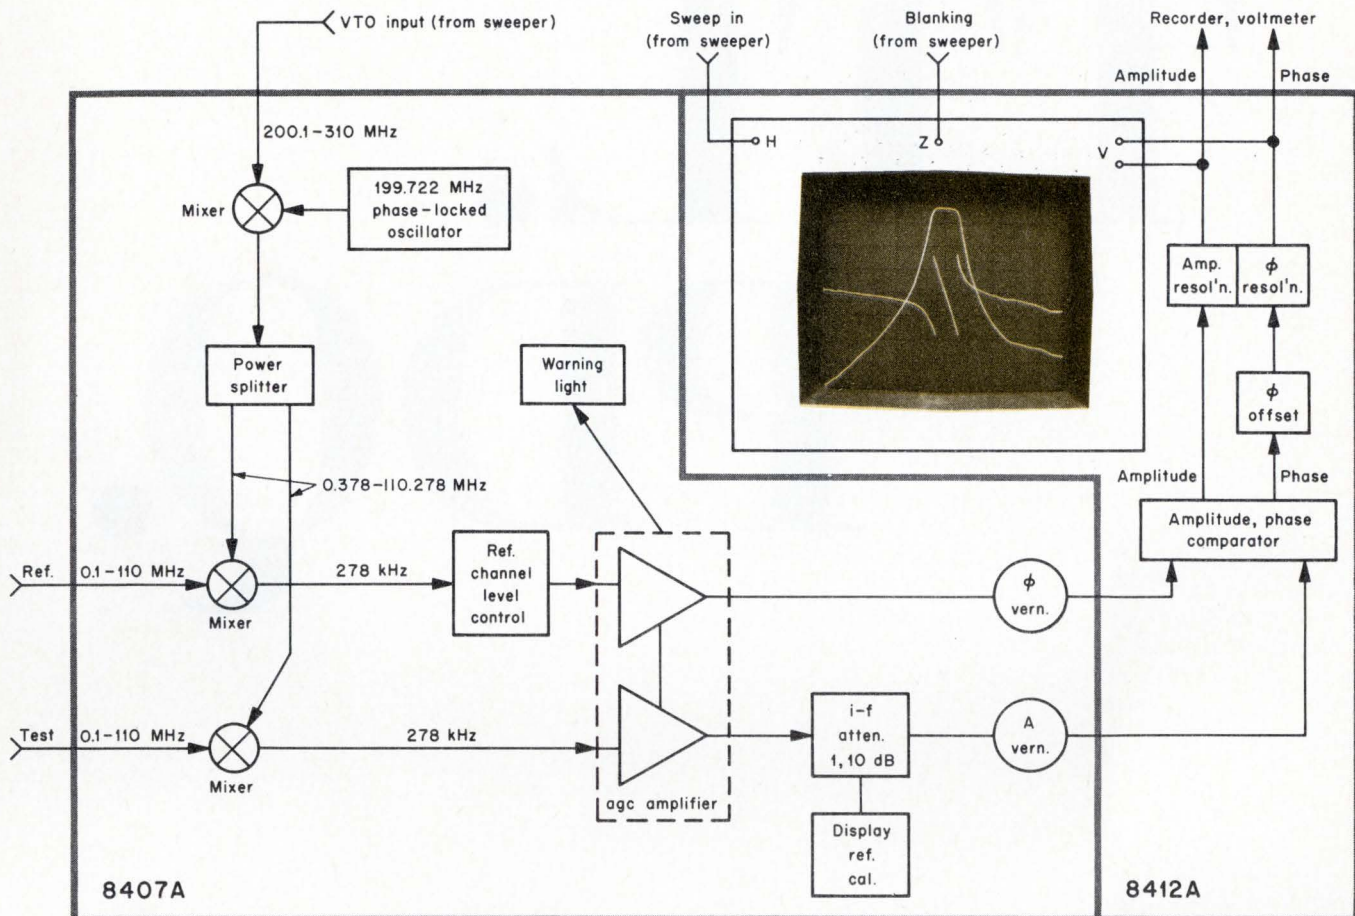 VTO input (from sweeper)
Sweep in
(from sweeper)
Blanking
(from sweeper)
Recorder, voltmeter
Amplitude
Phase
200.1-310 MHz
H
Z
V
Mixer
199.722 MHz
phase-locked
oscillator
Amp.
resol'n.
ϕ
resol'n.
Power
splitter
Warning
light
ϕ
offset
0.378-110.278 MHz
Amplitude
Phase
Amplitude, phase
comparator
Ref.
0.1-110 MHz
Mixer
278 kHz
Ref.
channel
level
control
ϕ
vern.
Test
0.1-110 MHz
Mixer
278 kHz
agc amplifier
i-f
atten.
1, 10 dB
A
vern.
Display
ref.
cal.
8407A
8412A